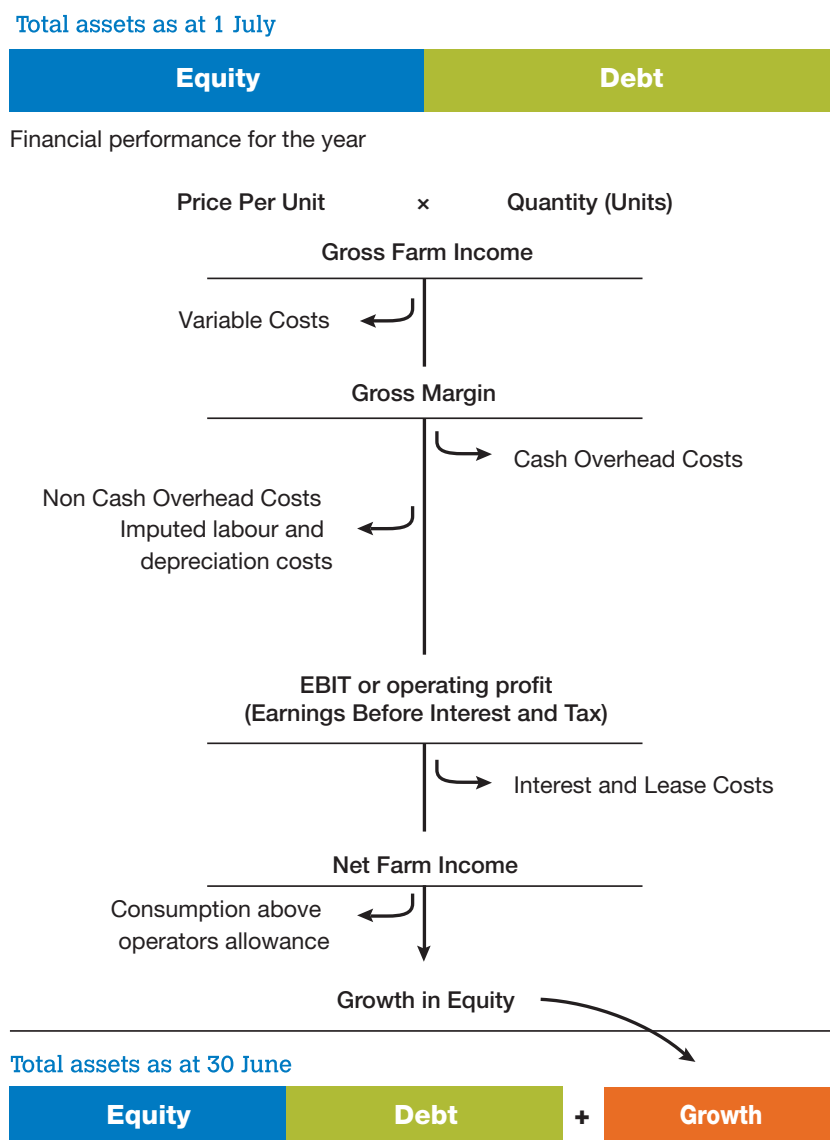 Total assets as at 1 July
Equity Debt
Financial performance for the year
Price Per Unit × Quantity (Units)
Gross Farm Income
Variable Costs
Gross Margin
Cash Overhead Costs
Non Cash Overhead Costs
Imputed labour and
depreciation costs
EBIT or operating profit
(Earnings Before Interest and Tax)
Interest and Lease Costs
Net Farm Income
Consumption above
operators allowance
Growth in Equity
Total assets as at 30 June
Equity Debt + Growth